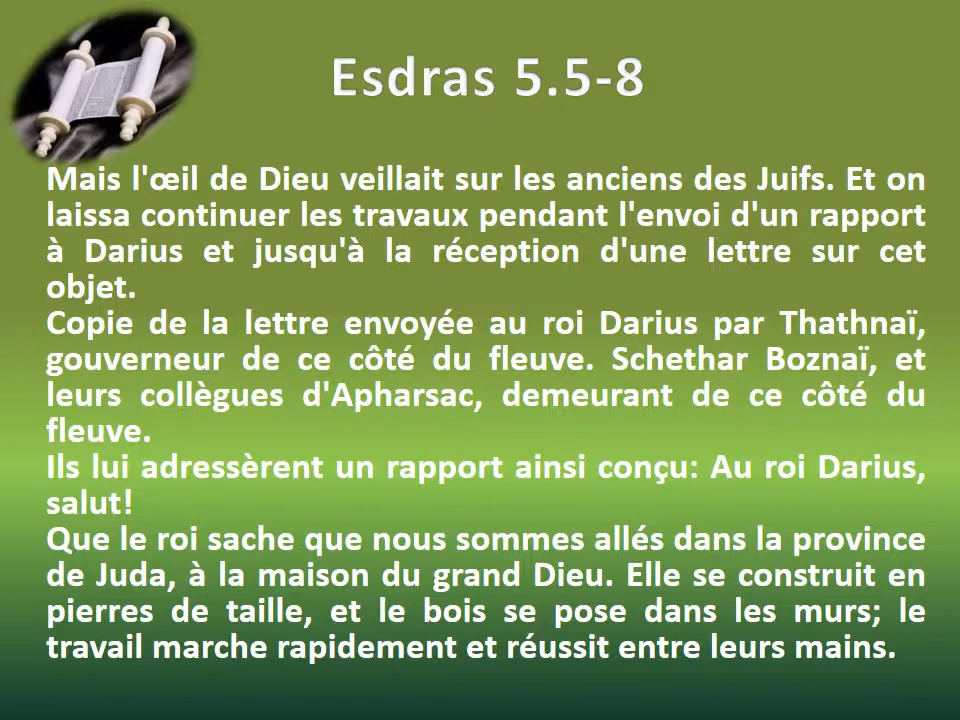 Esdras 5.5-8
Mais l'œil de Dieu veillait sur les anciens des Juifs. Et on
laissa continuer les travaux pendant l'envoi d'un rapport
à Darius et jusqu'à la réception d'une lettre sur cet
objet.
Copie de la lettre envoyée au roi Darius par Thathnaï,
gouverneur de ce côté du fleuve. Schethar Boznaï, et
leurs collègues d'Apharsac, demeurant de ce côté du
fleuve.
Ils lui adressèrent un rapport ainsi conçu: Au roi Darius,
salut!
Que le roi sache que nous sommes allés dans la province
de Juda, à la maison du grand Dieu. Elle se construit en
pierres de taille, et le bois se pose dans les murs; le
travail marche rapidement et réussit entre leurs mains.